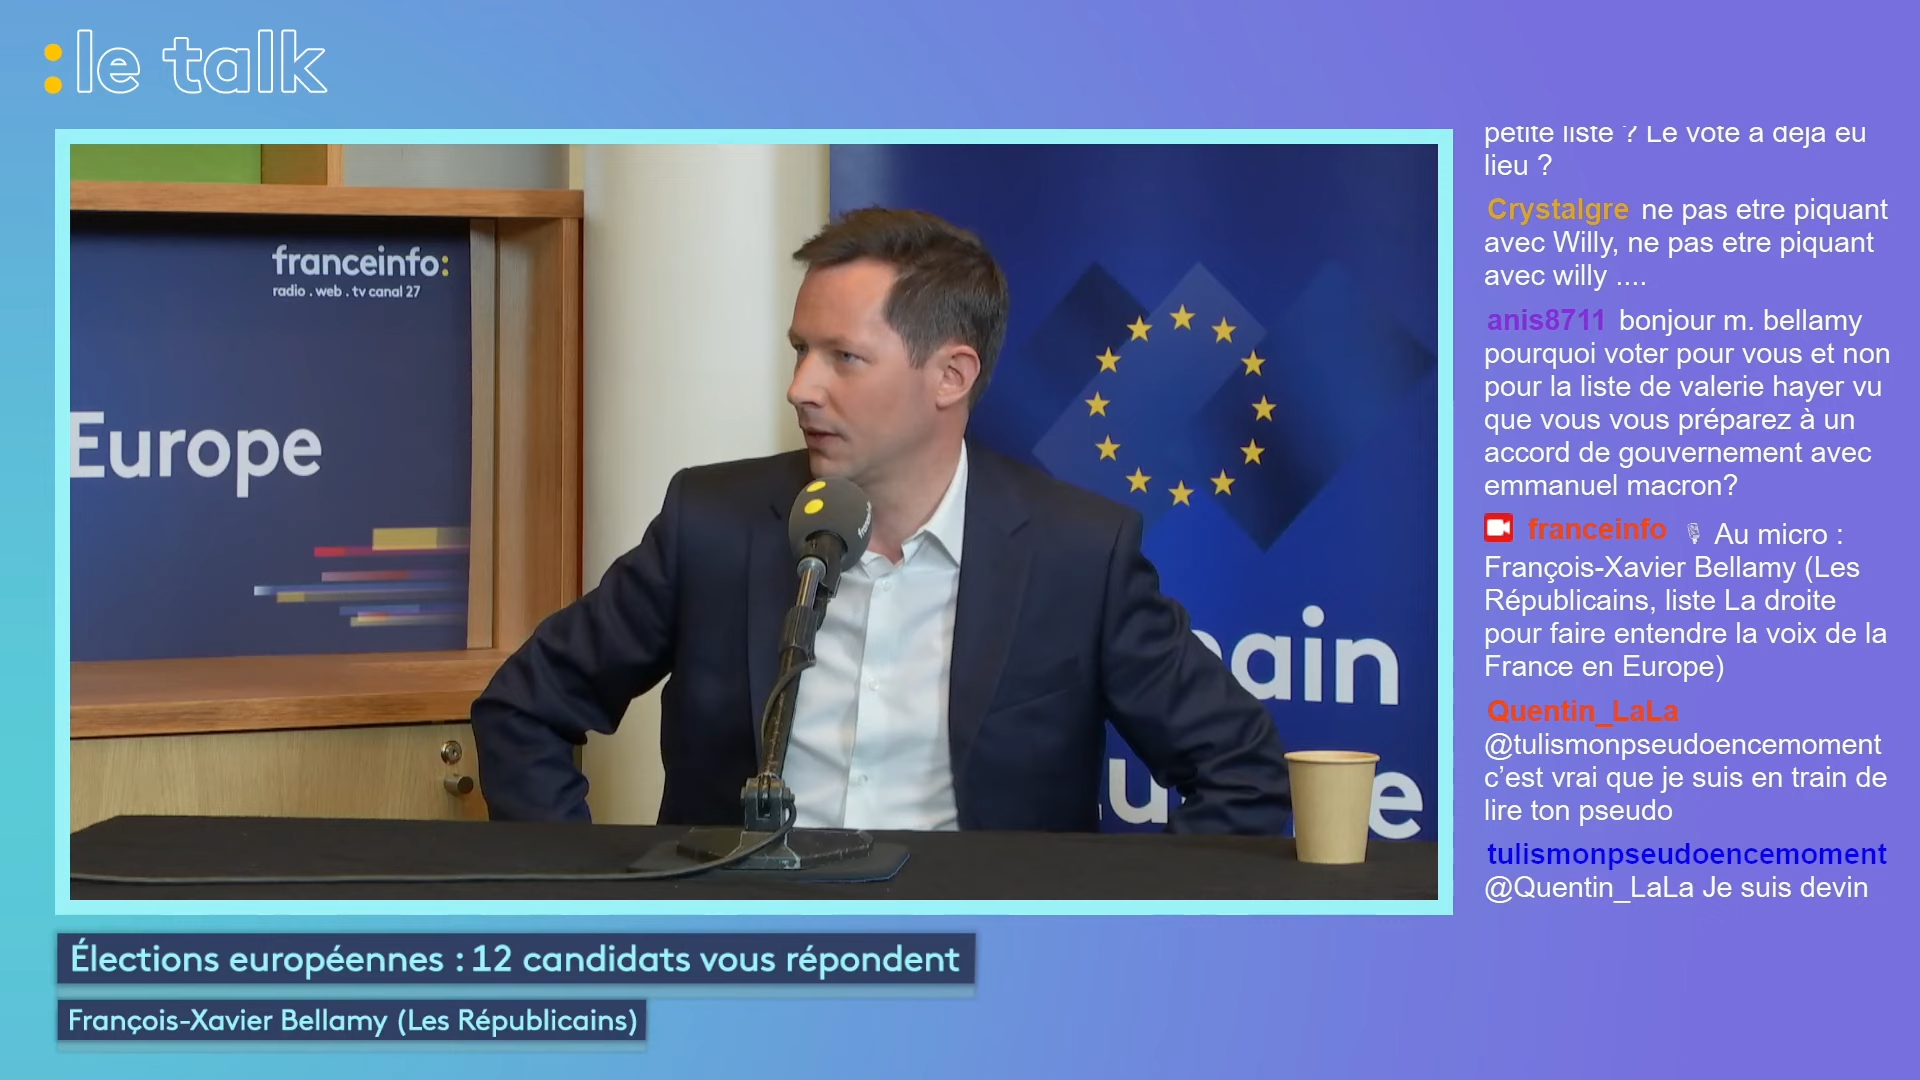 :le talk
franceinfo:
radio . web . tv canal 27
Europe
main
e
petite liste ? Le vote a déjà eu
lieu ?
Crystalgre ne pas etre piquant
avec Willy, ne pas etre piquant
avec willy ....
anis8711 bonjour m. bellamy
pourquoi voter pour vous et non
pour la liste de valerie hayer vu
que vous vous préparez à un
accord de gouvernement avec
emmanuel macron?
franceinfo 🎙 Au micro :
François-Xavier Bellamy (Les
Républicains, liste La droite
pour faire entendre la voix de la
France en Europe)
Quentin_LaLa
@tulismonpseudoencemoment
c’est vrai que je suis en train de
lire ton pseudo
tulismonpseudoencemoment
@Quentin_LaLa Je suis devin
Élections européennes : 12 candidats vous répondent
François-Xavier Bellamy (Les Républicains)